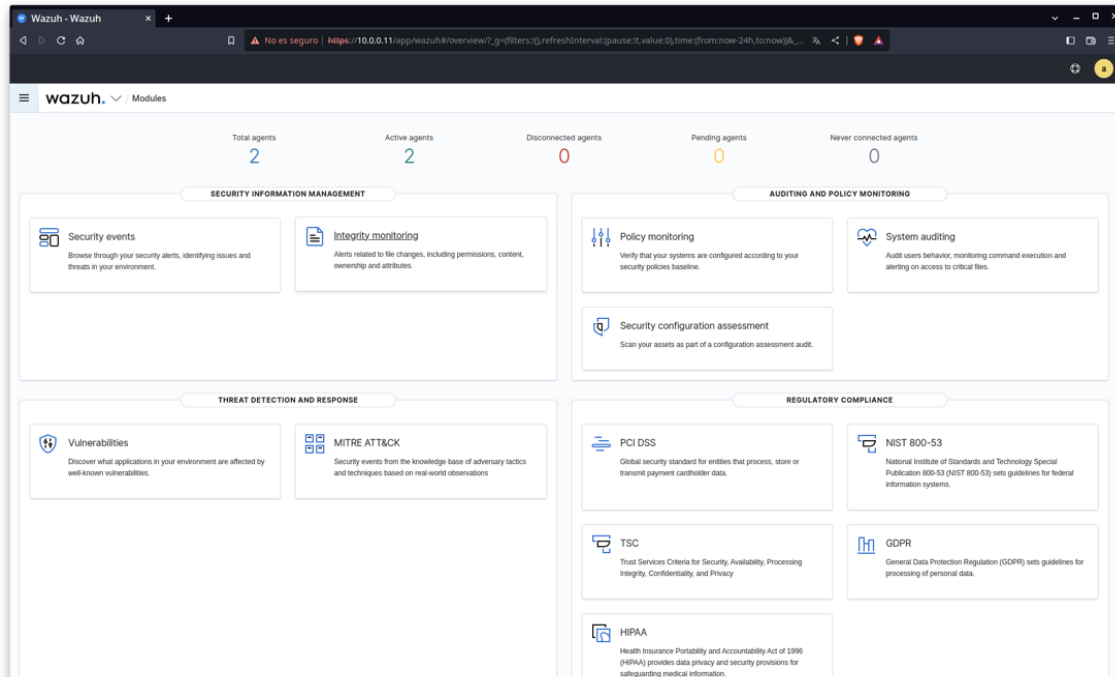 Wazuh - Wazuh
No es seguro | https://10.0.0.11/app/wazuh#/overview/?_g=(filters:!(),refreshInterval:(pause:!t,value:0),time:(from:now-24h,to:now))&_...
a
wazuh. / Modules
Total agents
2
Active agents
2
Disconnected agents
0
Pending agents
0
Never connected agents
0
SECURITY INFORMATION MANAGEMENT
Security events
Browse through your security alerts, identifying issues and
threats in your environment.
Integrity monitoring
Alerts related to file changes, including permissions, content,
ownership and attributes.
AUDITING AND POLICY MONITORING
Policy monitoring
Verify that your systems are configured according to your
security policies baseline.
System auditing
Audit users behavior, monitoring command execution and
alerting on access to critical files.
Security configuration assessment
Scan your assets as part of a configuration assessment audit.
THREAT DETECTION AND RESPONSE
Vulnerabilities
Discover what applications in your environment are affected by
well-known vulnerabilities.
MITRE ATT&CK
Security events from the knowledge base of adversary tactics
and techniques based on real-world observations
REGULATORY COMPLIANCE
PCI DSS
Global security standard for entities that process, store or
transmit payment cardholder data.
NIST 800-53
National Institute of Standards and Technology Special
Publication 800-53 (NIST 800-53) sets guidelines for federal
information systems.
TSC
Trust Services Criteria for Security, Availability, Processing
Integrity, Confidentiality, and Privacy
GDPR
General Data Protection Regulation (GDPR) sets guidelines for
processing of personal data.
HIPAA
Health Insurance Portability and Accountability Act of 1996
(HIPAA) provides data privacy and security provisions for
safeguarding medical information.